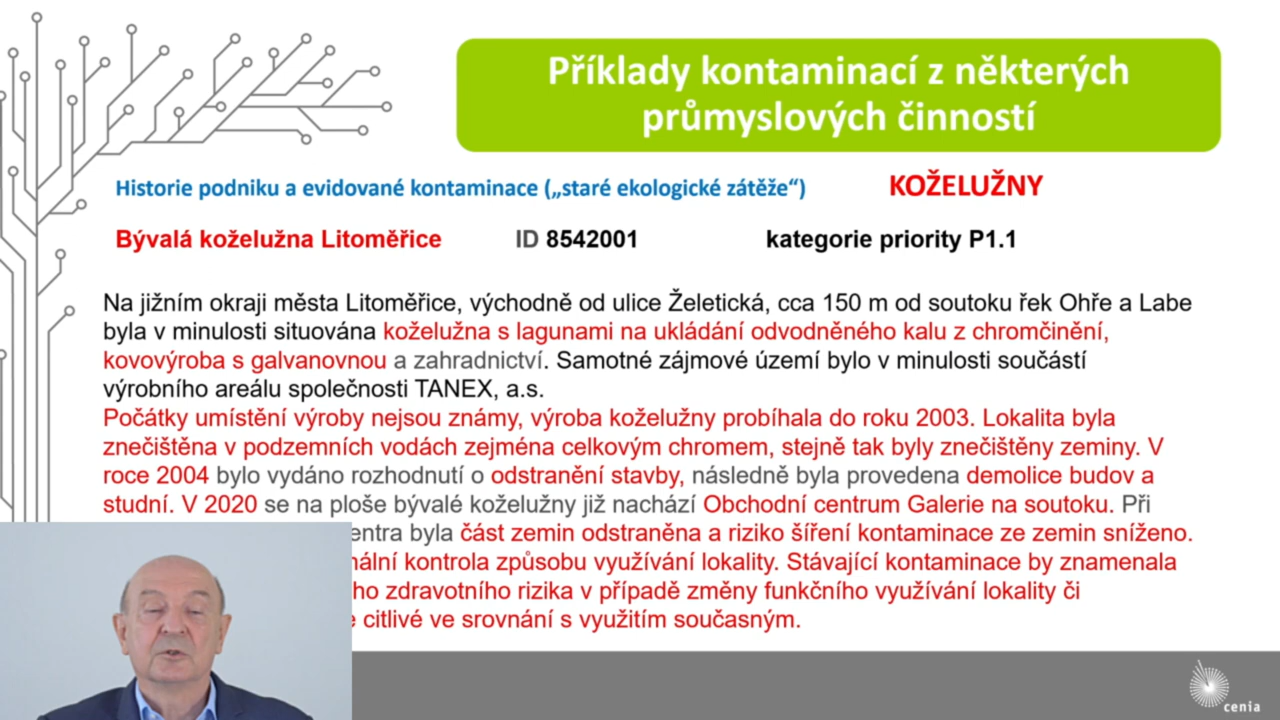 Příklady kontaminací z některých
průmyslových činností
Historie podniku a evidované kontaminace („staré ekologické zátěže“)
KOŽELUŽNY
Bývalá koželužna Litoměřice ID 8542001 kategorie priority P1.1
Na jižním okraji města Litoměřice, východně od ulice Želetická, cca 150 m od soutoku řek Ohře a Labe
byla v minulosti situována koželužna s lagunami na ukládání odvodněného kalu z chromčinění,
kovovýroba s galvanovnou a zahradnictví. Samotné zájmové území bylo v minulosti součástí
výrobního areálu společnosti TANEX, a.s.
Počátky umístění výroby nejsou známy, výroba koželužny probíhala do roku 2003. Lokalita byla
znečištěna v podzemních vodách zejména celkovým chromem, stejně tak byly znečištěny zeminy. V
roce 2004 bylo vydáno rozhodnutí o odstranění stavby, následně byla provedena demolice budov a
studní. V 2020 se na ploše bývalé koželužny již nachází Obchodní centrum Galerie na soutoku. Při
byla část zemin odstraněna a riziko šíření kontaminace ze zemin sníženo.
kontrola způsobu využívání lokality. Stávající kontaminace by znamenala
zdravotního rizika v případě změny funkčního využívání lokality či
citlivé ve srovnání s využitím současným.
cenia